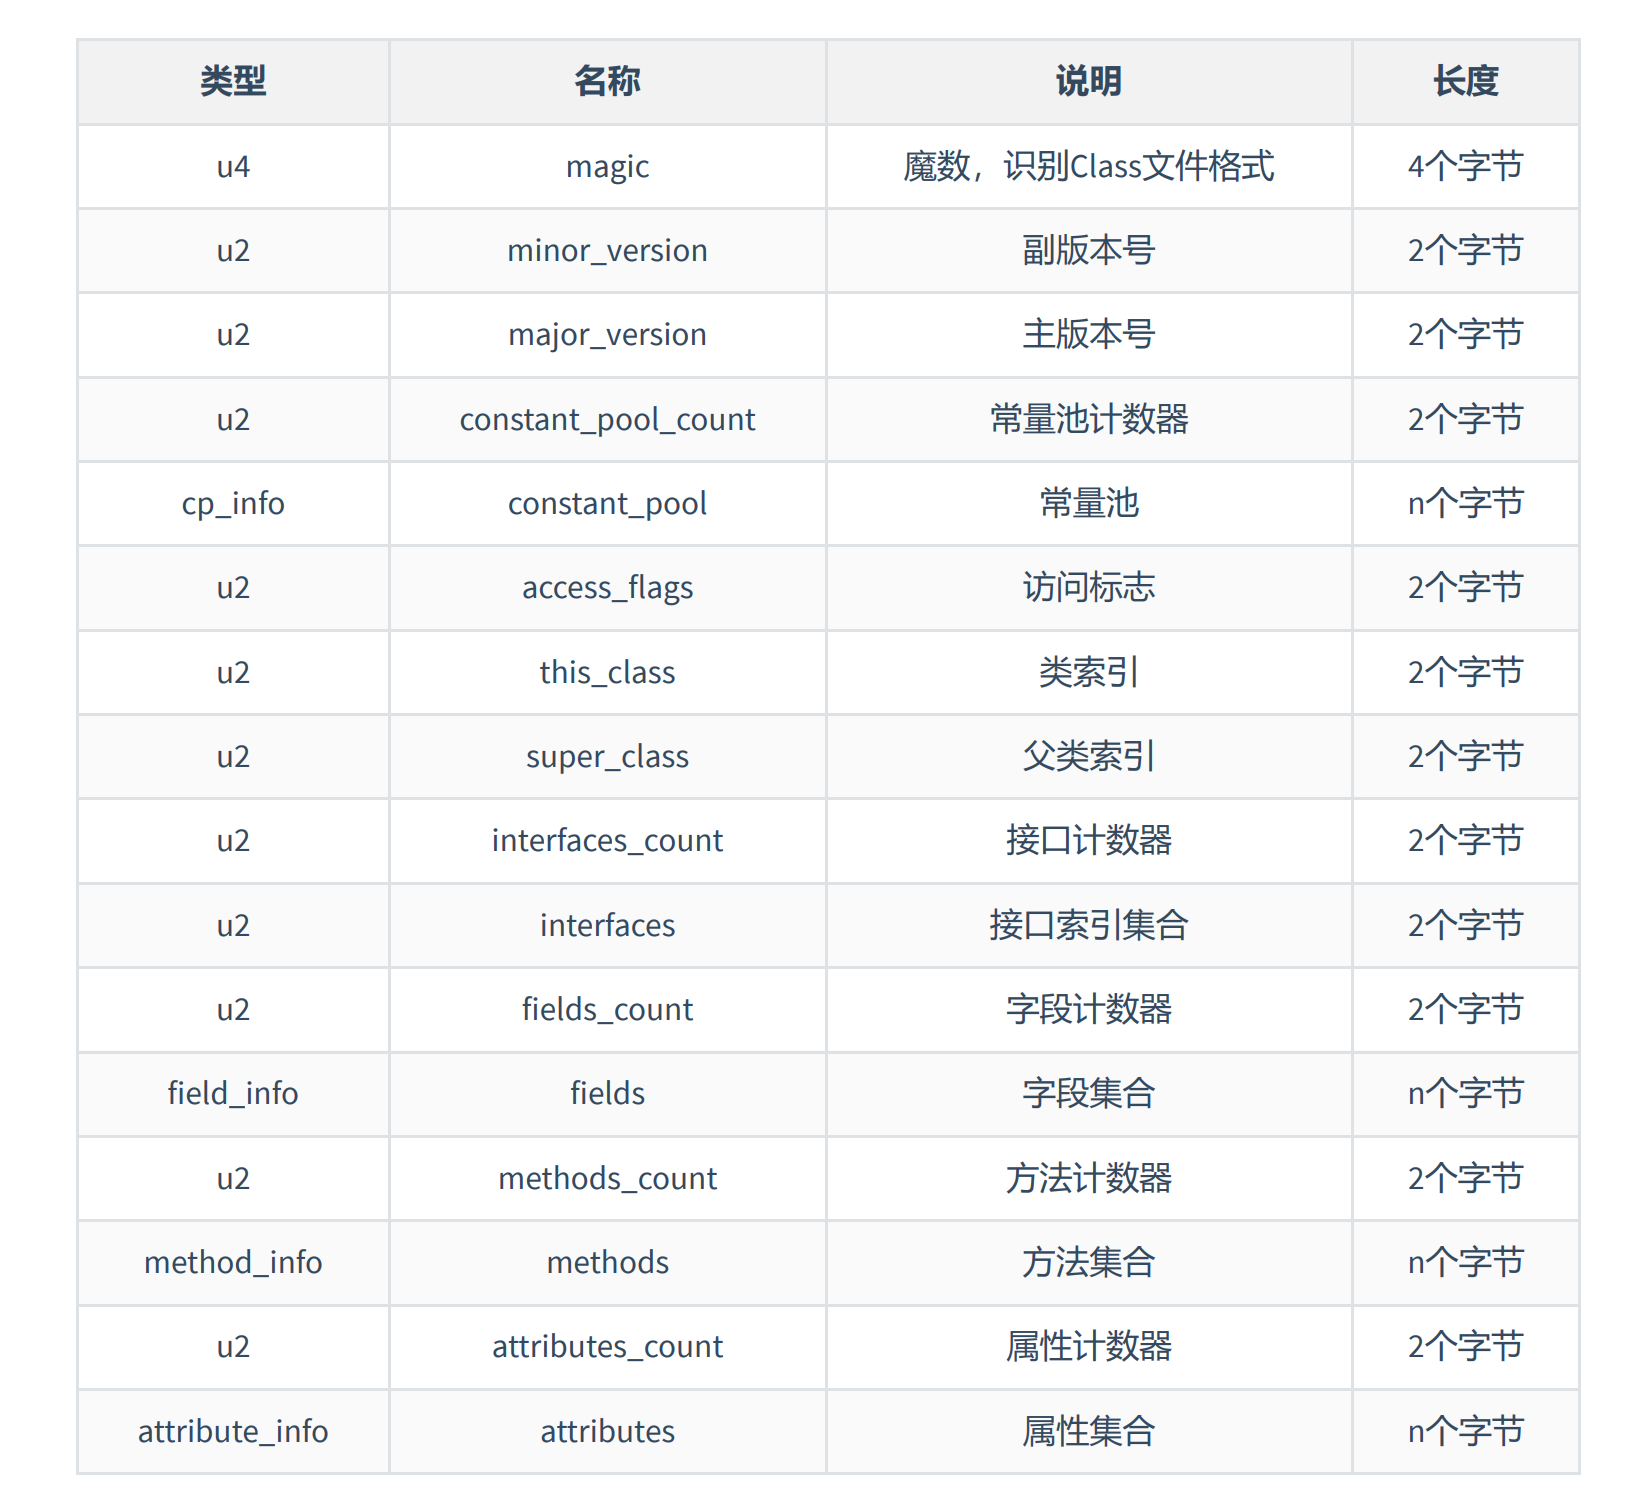 类型 名称 说明 长度
u4 magic 魔数，识别Class文件格式 4个字节
u2 minor_version 副版本号 2个字节
u2 major_version 主版本号 2个字节
u2 constant_pool_count 常量池计数器 2个字节
cp_info constant_pool 常量池 n个字节
u2 access_flags 访问标志 2个字节
u2 this_class 类索引 2个字节
u2 super_class 父类索引 2个字节
u2 interfaces_count 接口计数器 2个字节
u2 interfaces 接口索引集合 2个字节
u2 fields_count 字段计数器 2个字节
field_info fields 字段集合 n个字节
u2 methods_count 方法计数器 2个字节
method_info methods 方法集合 n个字节
u2 attributes_count 属性计数器 2个字节
attribute_info attributes 属性集合 n个字节